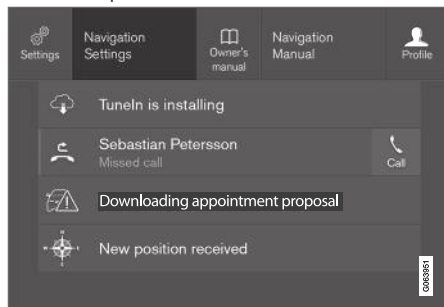 Settings
Navigation
Settings
Owner's
manual
Navigation
Manual
Profile
TuneIn is installing
Sebastian Petersson
Missed call
Call
Downloading appointment proposal
New position received
G063951